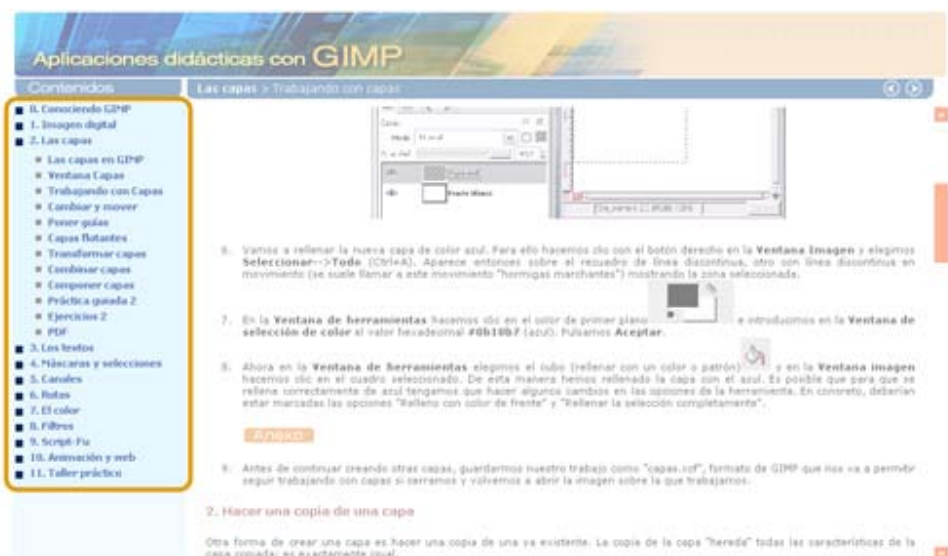 Aplicaciones didácticas con GIMP
Contenidos
Las capas > Trabajando con capas
0. Conociendo GIMP
1. Imagen digital
2. Las capas
Las capas en GIMP
Ventana Capas
Trabajando con Capas
Cambiar y mover
Poner guías
Capas flotantes
Transformar capas
Combinar capas
Componer capas
Práctica guiada 2
Ejercicios 2
PDF
3. Los textos
4. Máscaras y selecciones
5. Canales
6. Rutas
7. El color
8. Filtros
9. Script-Fu
10. Animación y web
11. Taller práctico
Modo
6. Vamos a rellenar la nueva capa de color azul. Para ello hacemos clic con el botón derecho en la Ventana Imagen y elegimos
Seleccionar-->Todo (Ctrl+A). Aparece entonces sobre el recuadro de línea discontinua, otro con línea discontinua en
movimiento (se suele llamar a este movimiento "hormigas marchantes") mostrando la zona seleccionada.
7. En la Ventana de herramientas hacemos clic en el color de primer plano e introducimos en la Ventana de
selección de color el valor hexadecimal #0b18b7 (azul). Pulsamos Aceptar.
8. Ahora en la Ventana de Herramientas elegimos el cubo (rellenar con un color o patrón) y en la Ventana imagen
hacemos clic en el cuadro seleccionado. De esta manera hemos rellenado la capa con el azul. Es posible que para que se
rellene correctamente de azul tengamos que hacer algunos cambios en las opciones de la herramienta. En concreto, deberían
estar marcadas las opciones "Relleno con color de frente" y "Rellenar la selección completamente".
Anexo
9. Antes de continuar creando otras capas, guardarmos nuestro trabajo como "capas.xcf", formato de GIMP que nos va a permitir
seguir trabajando con capas si cerramos y volvemos a abrir la imagen sobre la que trabajamos.
2. Hacer una copia de una capa
Otra forma de crear una capa es hacer una copia de una ya existente. La copia de la capa "hereda" todas las características de la
capa copiada: es exactamente igual.